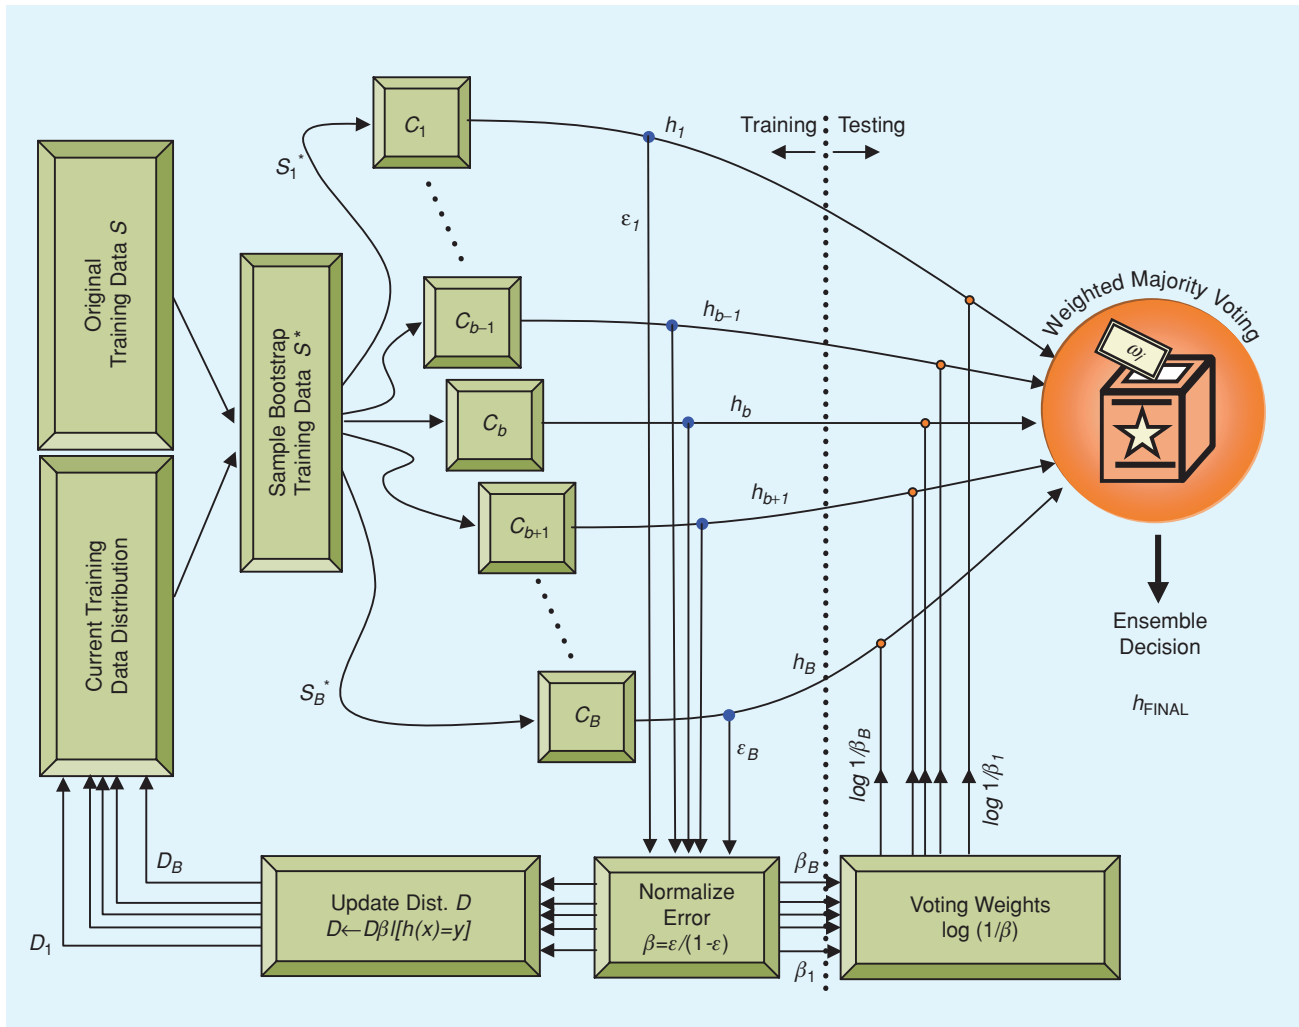 Original
Training Data S
Current Training
Data Distribution
Sample Bootstrap
Training Data S*
S1*
SB*
C1
Cb–1
Cb
Cb+1
CB
h1
hb–1
hb
hb+1
hB
ε1
εB
Training
Testing
Weighted Majority Voting
ωi
Ensemble
Decision
hFINAL
log 1/βB
log 1/β1
DB
D1
Update Dist. D
D←DβI[h(x)=y]
Normalize
Error
β=ε/(1-ε)
βB
β1
Voting Weights
log (1/β)